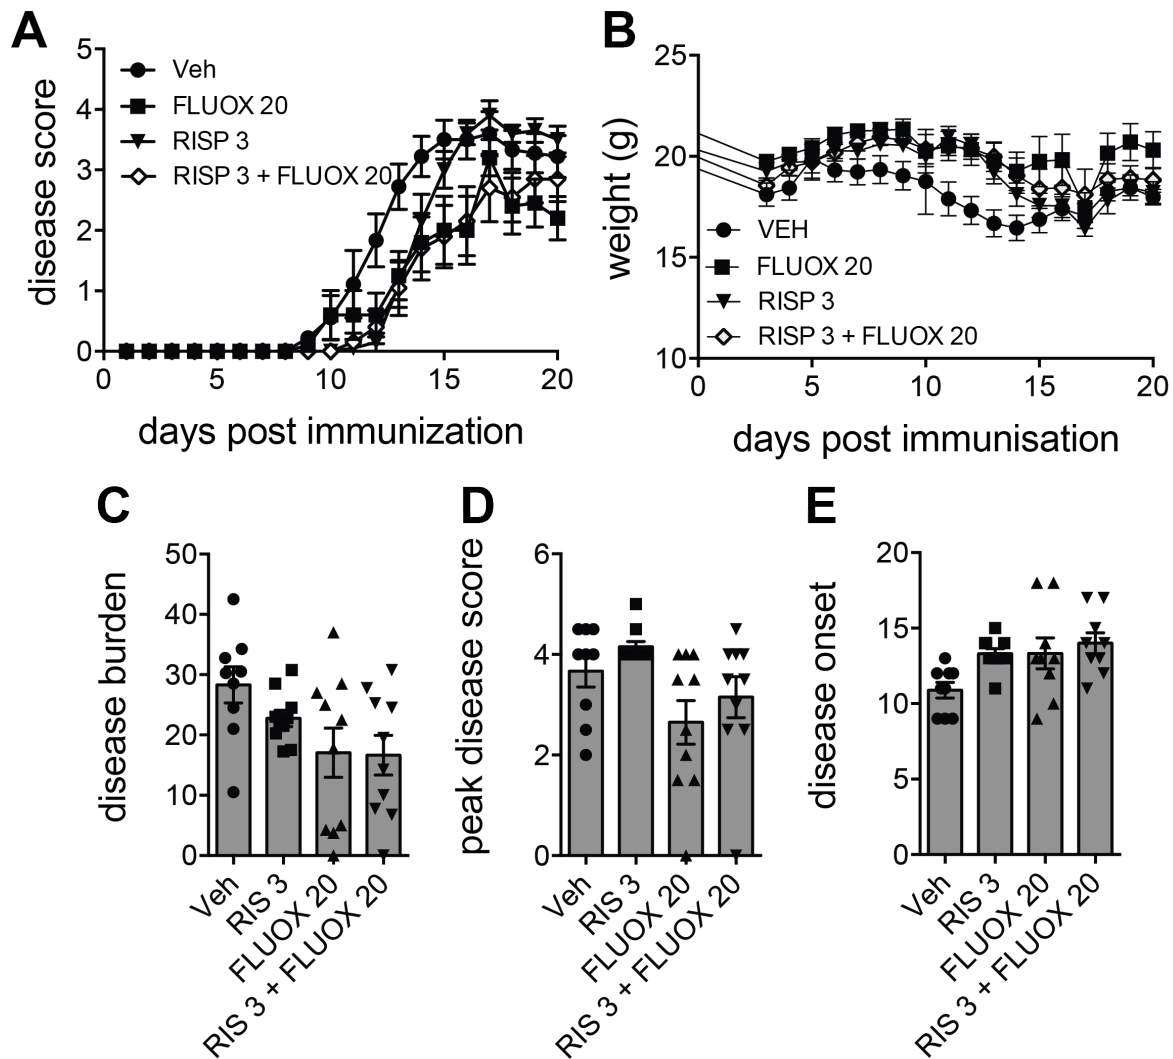 A
5
4
3
2
1
0
disease score
Veh
FLUOX 20
RISP 3
RISP 3 + FLUOX 20
0
5
10
15
20
days post immunization
B
25
20
15
10
weight (g)
VEH
FLUOX 20
RISP 3
RISP 3 + FLUOX 20
0
5
10
15
20
days post immunisation
C
50
40
30
20
10
0
disease burden
Veh
RIS 3
FLUOX 20
RIS 3 + FLUOX 20
D
6
4
2
0
peak disease score
Veh
RIS 3
FLUOX 20
RIS 3 + FLUOX 20
E
20
15
10
5
0
disease onset
Veh
RIS 3
FLUOX 20
RIS 3 + FLUOX 20